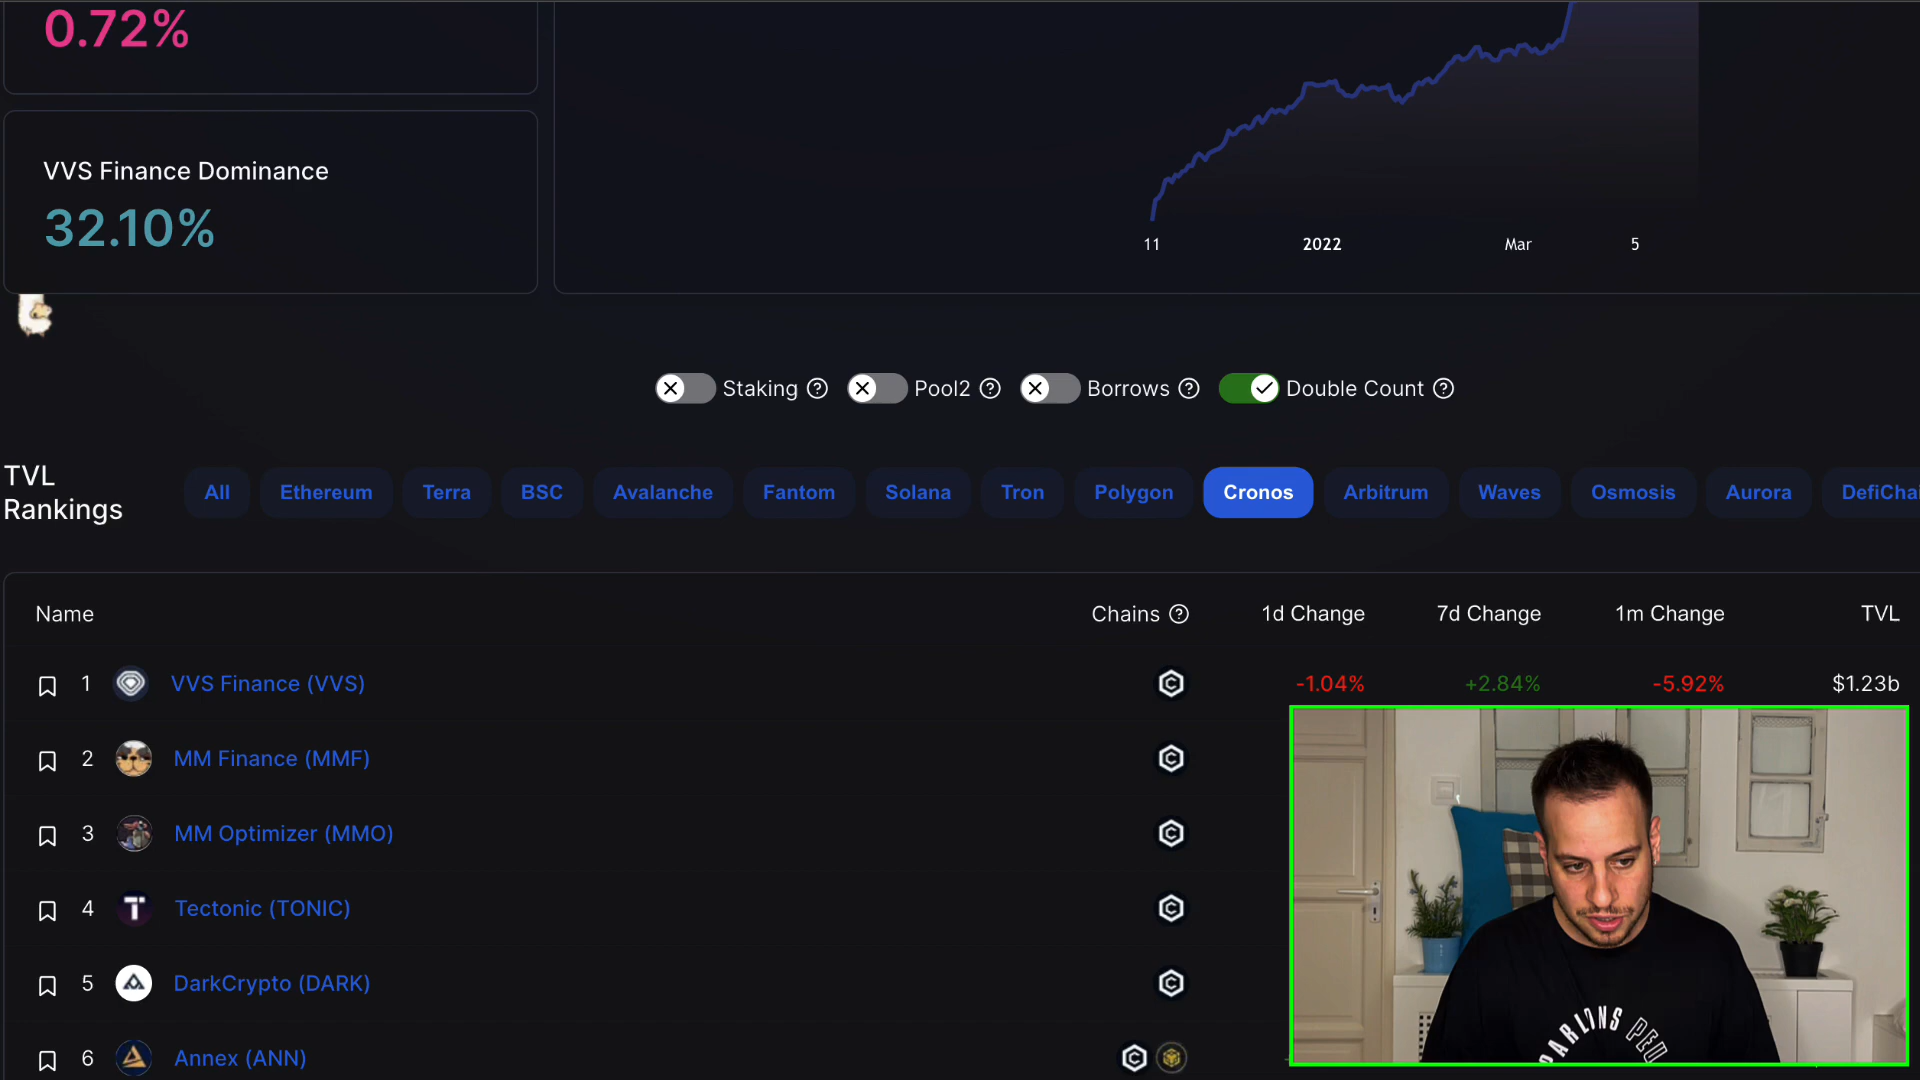 0.72%
VVS Finance Dominance
32.10%
11 2022 Mar 5
Staking Pool2 Borrows Double Count
TVL
Rankings
All Ethereum Terra BSC Avalanche Fantom Solana Tron Polygon Cronos Arbitrum Waves Osmosis Aurora DefiChai
Name Chains 1d Change 7d Change 1m Change TVL
1 VVS Finance (VVS) -1.04% +2.84% -5.92% $1.23b
2 MM Finance (MMF)
3 MM Optimizer (MMO)
4 Tectonic (TONIC)
5 DarkCrypto (DARK)
6 Annex (ANN)